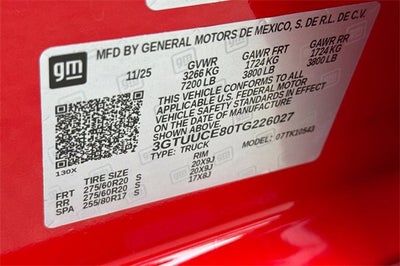 gm
MFD BY GENERAL MOTORS DE MEXICO, S. DE R.L. DE C.V.
11/25 GVWR GAWR FRT GAWR RR
3266 KG 1724 KG 1724 KG
7200 LB 3800 LB 3800 LB
THIS VEHICLE CONFORMS TO ALL
APPLICABLE U.S. FEDERAL MOTOR
VEHICLE SAFETY STANDARDS IN EFFECT
ON THE DATE OF MANUFACTURE
SHOWN ABOVE.
3GTUUCE80TG226027
TYPE: TRUCK MODEL: 07TK10543
130X
TIRE SIZE RIM
FRT 275/60R20 S 20X9J
RR 275/60R20 S 20X9J
SPA 255/80R17 S 17X8J